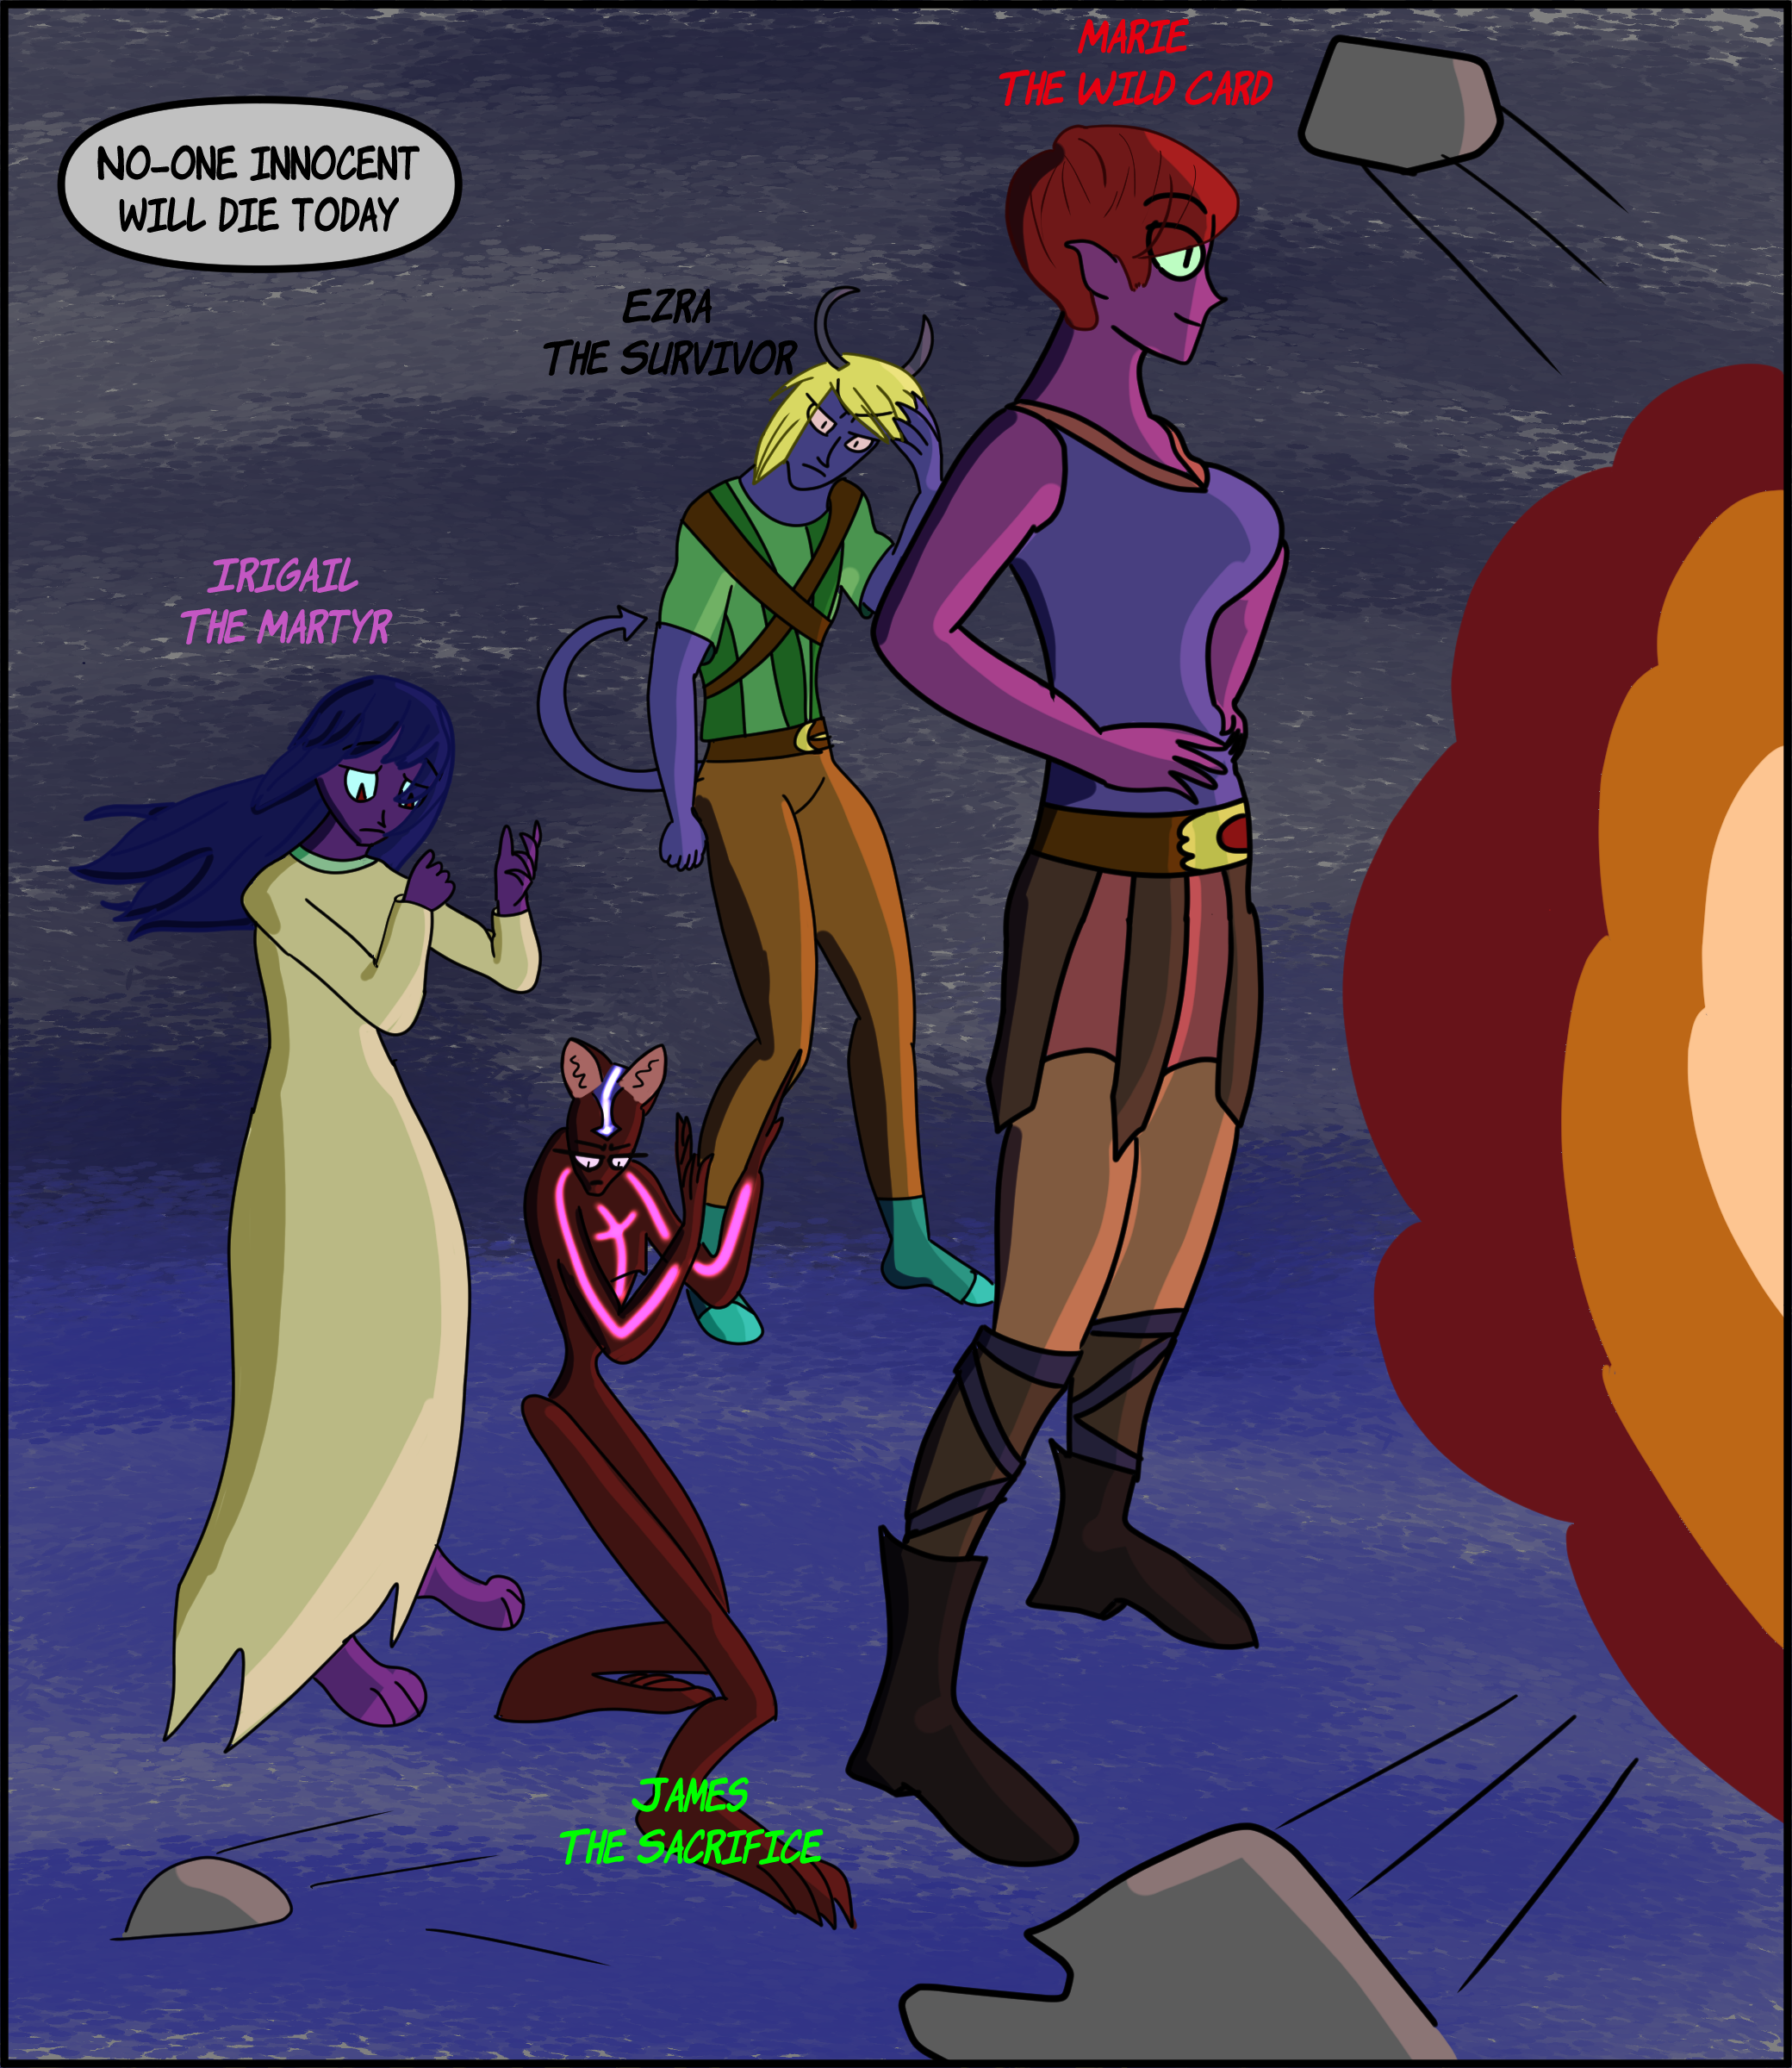 MARIE
THE WILD CARD
NO-ONE INNOCENT
WILL DIE TODAY
EZRA
THE SURVIVOR
IRIGAIL
THE MARTYR
JAMES
THE SACRIFICE